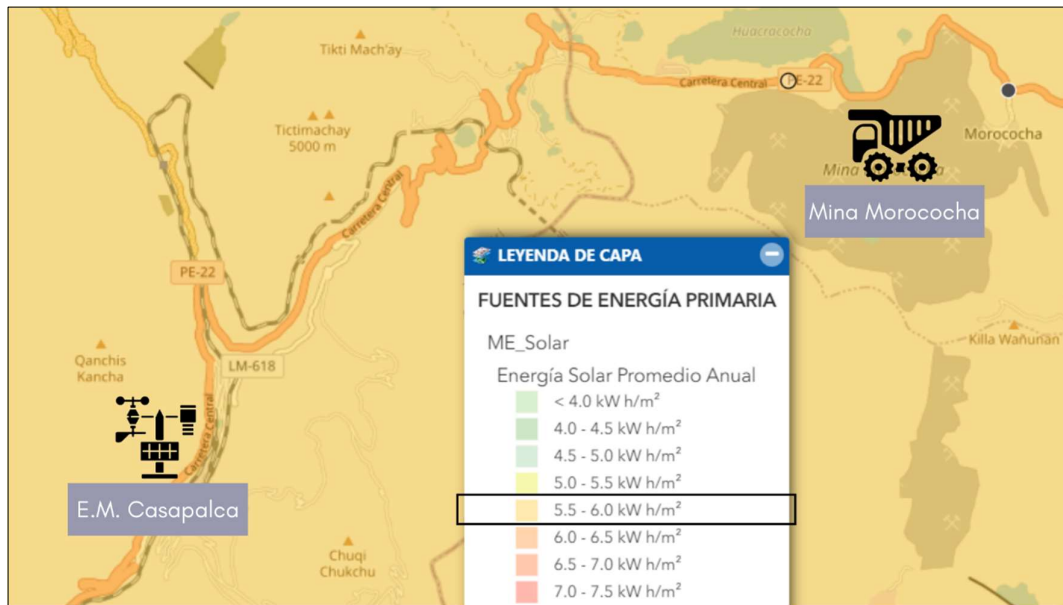 Huacracocha
Tikti Mach'ay
Carretera Central
PE-22
Tictimachay
5000 m
Morococha
Mina
Mina Morococha
Carretera Central
PE-22
LEYENDA DE CAPA
FUENTES DE ENERGÍA PRIMARIA
ME_Solar
Energía Solar Promedio Anual
< 4.0 kW h/m²
4.0 - 4.5 kW h/m²
4.5 - 5.0 kW h/m²
5.0 - 5.5 kW h/m²
5.5 - 6.0 kW h/m²
6.0 - 6.5 kW h/m²
6.5 - 7.0 kW h/m²
7.0 - 7.5 kW h/m²
Killa Wañunan
Qanchis
Kancha
LM-618
Carretera Central
E.M. Casapalca
Chuqi
Chukchu